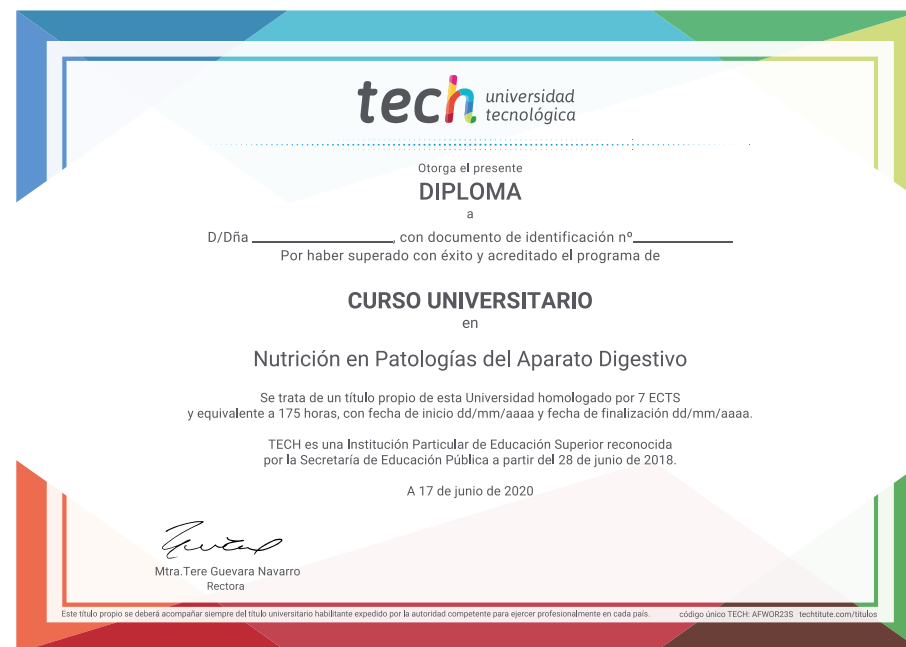 tech universidad
tecnológica
Otorga el presente
DIPLOMA
a
D/Dña ____________________, con documento de identificación nº______________
Por haber superado con éxito y acreditado el programa de
CURSO UNIVERSITARIO
en
Nutrición en Patologías del Aparato Digestivo
Se trata de un título propio de esta Universidad homologado por 7 ECTS
y equivalente a 175 horas, con fecha de inicio dd/mm/aaaa y fecha de finalización dd/mm/aaaa.
TECH es una Institución Particular de Educación Superior reconocida
por la Secretaría de Educación Pública a partir del 28 de junio de 2018.
A 17 de junio de 2020
Mtra.Tere Guevara Navarro
Rectora
Este título propio se deberá acompañar siempre del título universitario habilitante expedido por la autoridad competente para ejercer profesionalmente en cada país. código único TECH: AFWOR23S techtitute.com/titulos